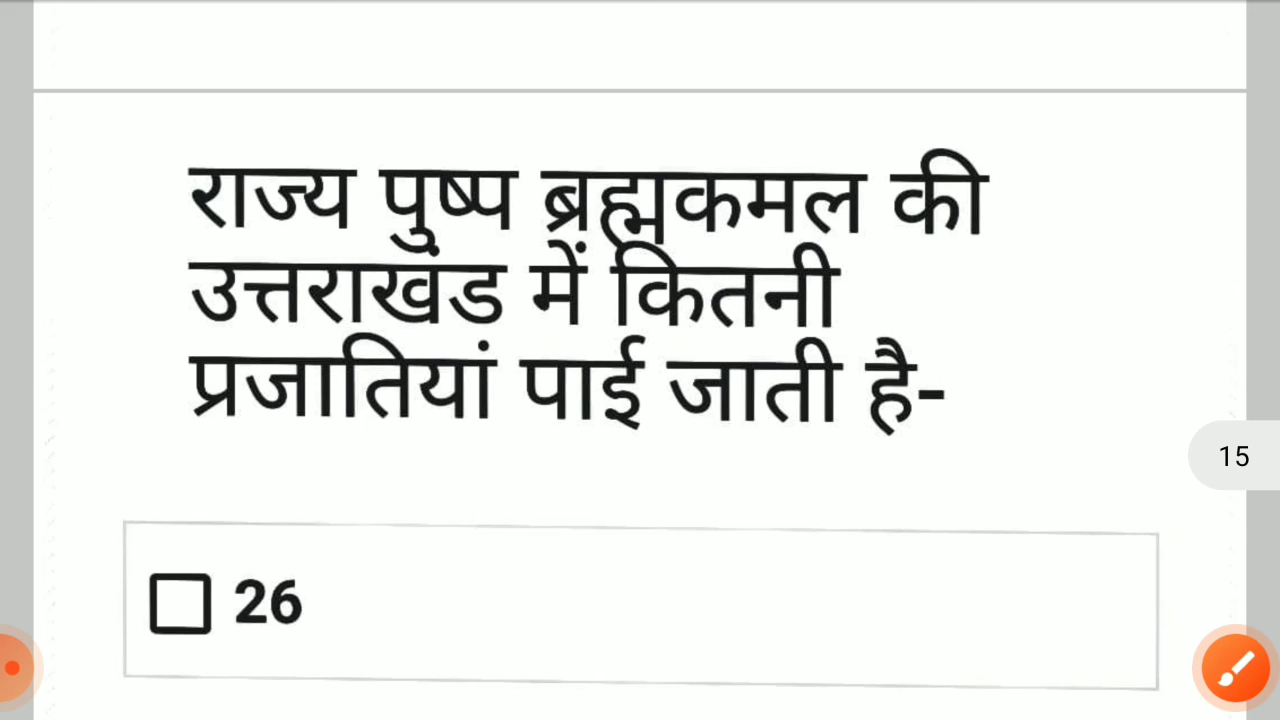 राज्य पुष्प ब्रह्मकमल की
उत्तराखंड में कितनी
प्रजातियां पाई जाती है-
15
26